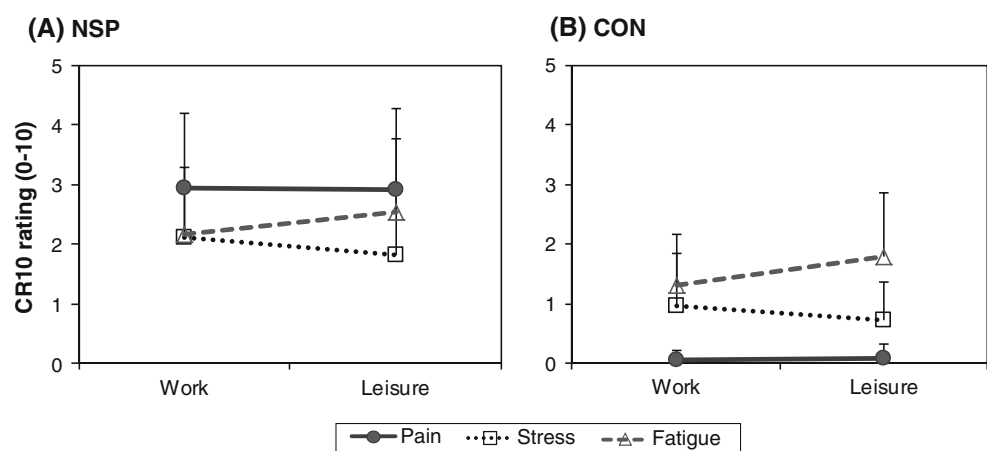 (A) NSP
(B) CON
CR10 rating (0-10)
5
4
3
2
1
0
Work Leisure
5
4
3
2
1
0
Work Leisure
Pain Stress Fatigue